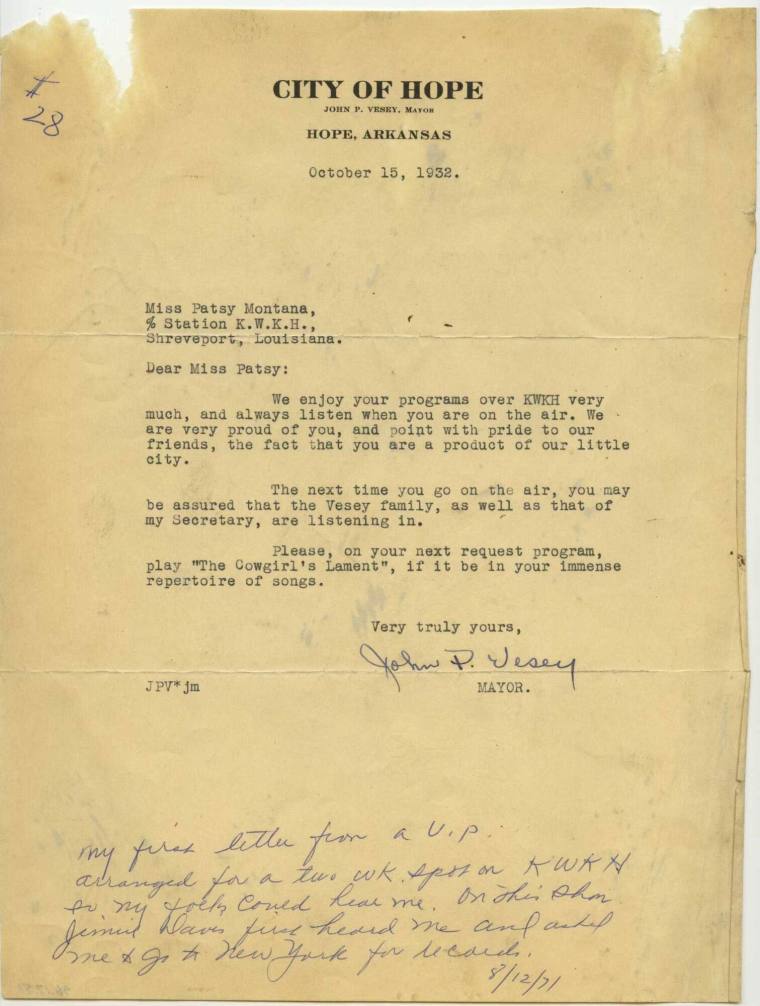 #
28
CITY OF HOPE
JOHN P. VESEY, MAYOR
HOPE, ARKANSAS
October 15, 1932.
Miss Patsy Montana,
% Station K.W.K.H.,
Shreveport, Louisiana.
Dear Miss Patsy:
We enjoy your programs over KWKH very
much, and always listen when you are on the air. We
are very proud of you, and point with pride to our
friends, the fact that you are a product of our little
city.
The next time you go on the air, you may
be assured that the Vesey family, as well as that of
my Secretary, are listening in.
Please, on your next request program,
play "The Cowgirl's Lament", if it be in your immense
repertoire of songs.
Very truly yours,
John P. Vesey
JPV*jm MAYOR.
my first letter from a V.I.P.
arranged for a two wk. spot on KWKH
so my folks could hear me. On this show
Jimmie Davis first heard me and asked
me to go to New York for records.
8/12/71